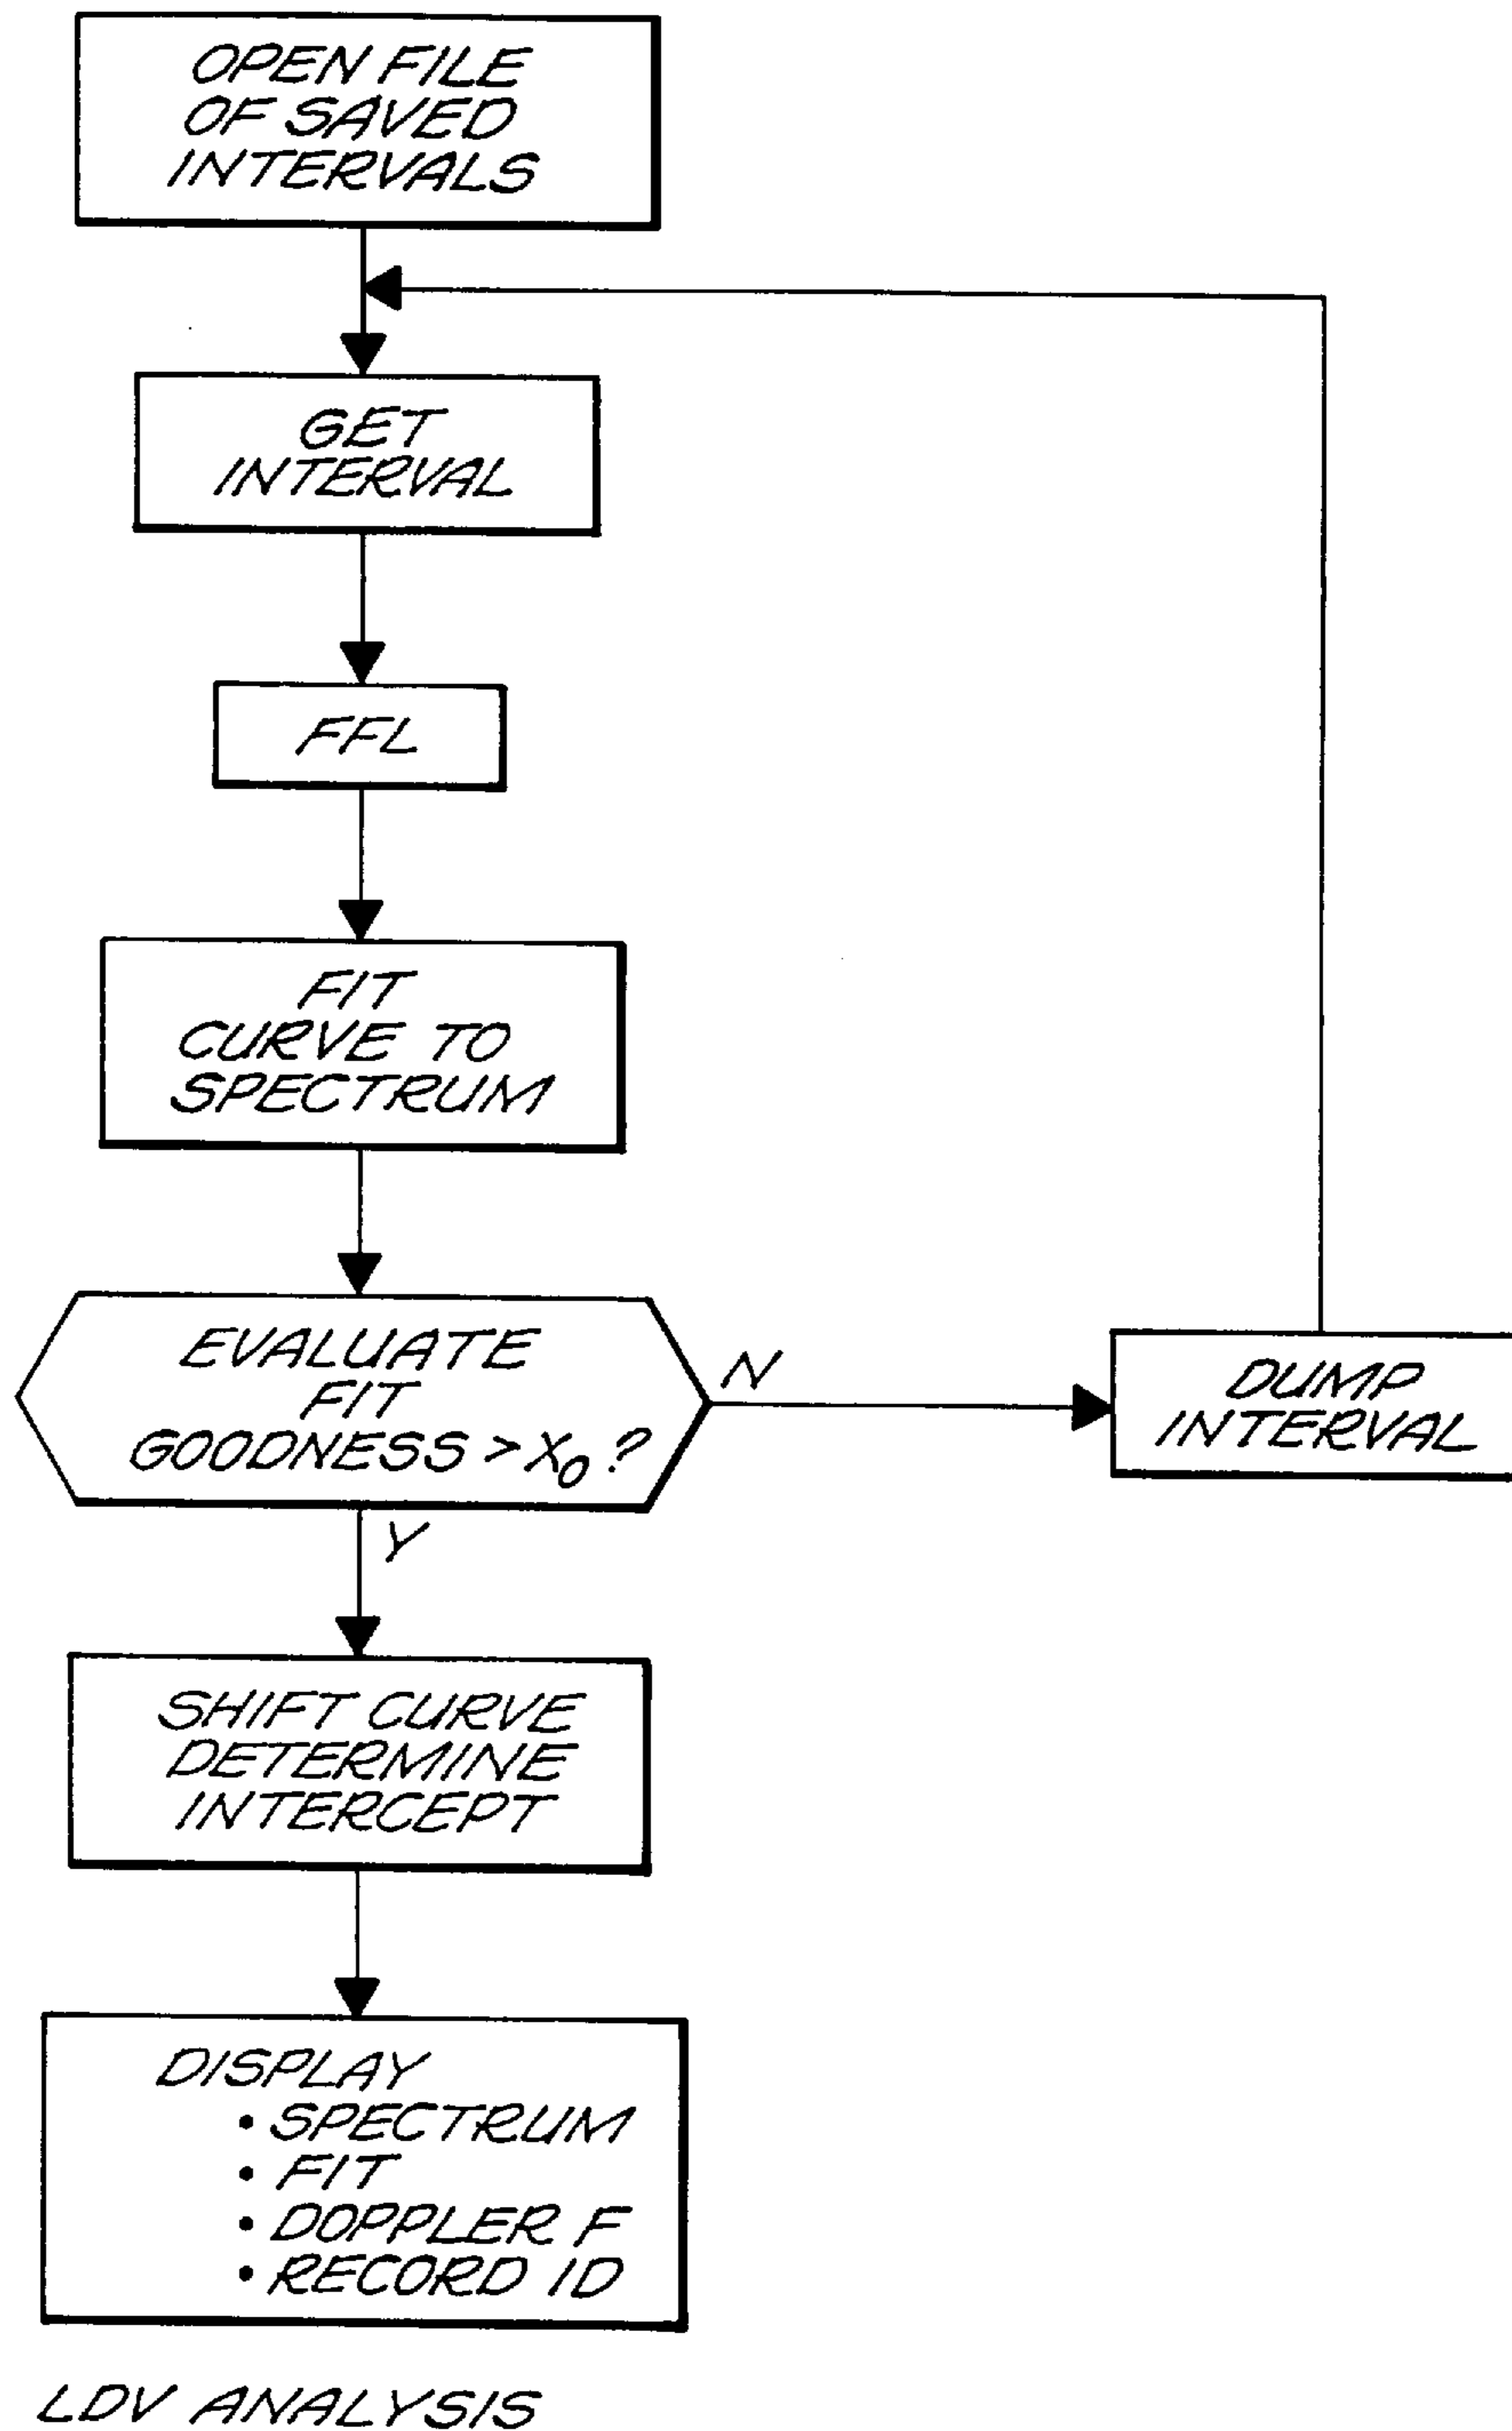 OPEN FILE
OF SAVED
INTERVALS
GET
INTERVAL
FFL
FIT
CURVE TO
SPECTRUM
EVALUATE
FIT
GOODNESS > X₀ ?
N
DUMP
INTERVAL
Y
SHIFT CURVE
DETERMINE
INTERCEPT
DISPLAY
• SPECTRUM
• FIT
• DOPPLER F
• RECORD ID
LDV ANALYSIS